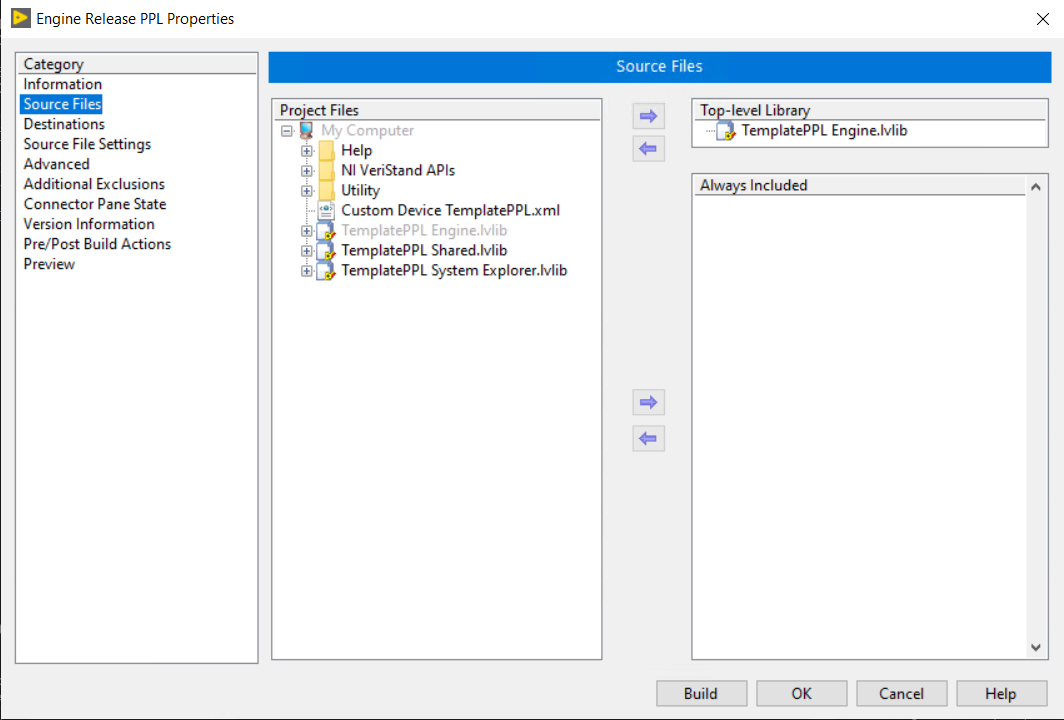 Engine Release PPL Properties
Category
Information
Source Files
Destinations
Source File Settings
Advanced
Additional Exclusions
Connector Pane State
Version Information
Pre/Post Build Actions
Preview
Source Files
Project Files
My Computer
Help
NI VeriStand APIs
Utility
Custom Device TemplatePPL.xml
TemplatePPL Engine.lvlib
TemplatePPL Shared.lvlib
TemplatePPL System Explorer.lvlib
Top-level Library
TemplatePPL Engine.lvlib
Always Included
Build
OK
Cancel
Help